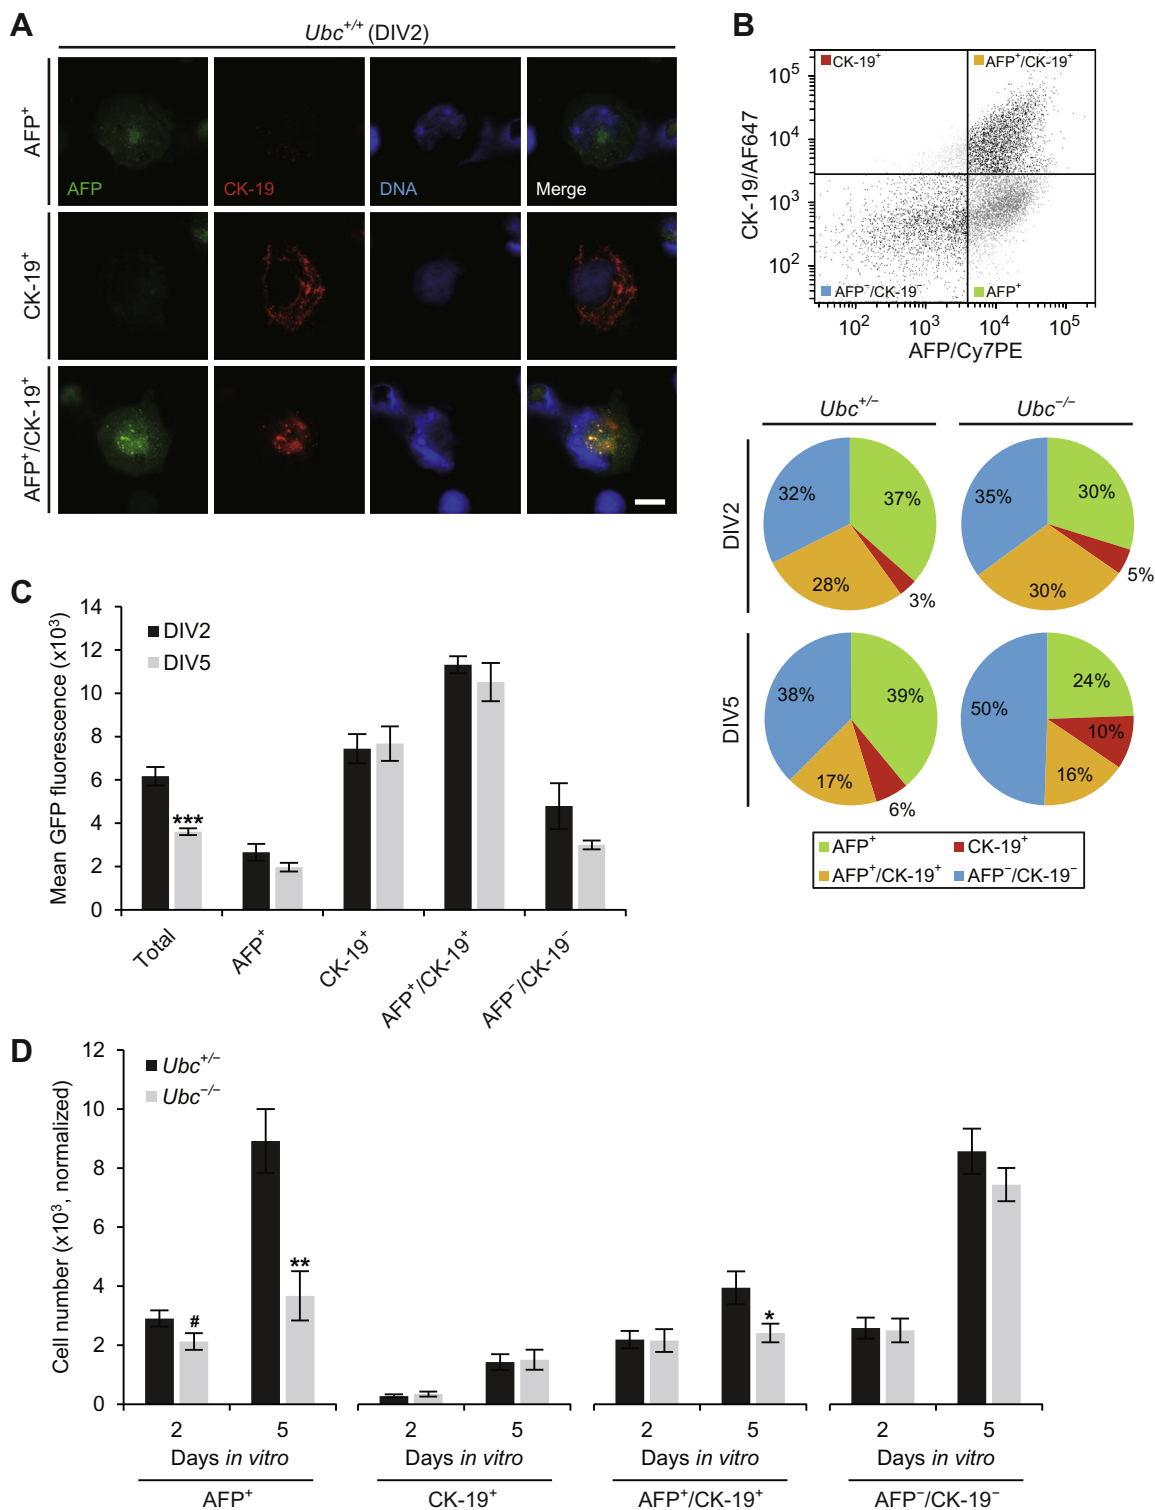 A
Ubc+/+ (DIV2)
AFP+
AFP
CK-19
DNA
Merge
CK-19+
AFP+/CK-19+
B
CK-19+
AFP+/CK-19+
AFP−/CK-19−
AFP+
CK-19/AF647
10^5
10^4
10^3
10^2
10^2 10^3 10^4 10^5
AFP/Cy7PE
Ubc+/− Ubc−/−
DIV2
32% 37% 28% 3%
35% 30% 30% 5%
DIV5
38% 39% 17% 6%
50% 24% 10% 16%
AFP+ CK-19+
AFP+/CK-19+ AFP−/CK-19−
C
Mean GFP fluorescence (x10^3)
14
12
10
8
6
4
2
0
DIV2
DIV5
***
Total AFP+ CK-19+ AFP+/CK-19+ AFP−/CK-19−
D
Cell number (x10^3, normalized)
12
10
8
6
4
2
0
Ubc+/−
Ubc−/−
# ** *
2 5 2 5 2 5 2 5
Days in vitro Days in vitro Days in vitro Days in vitro
AFP+ CK-19+ AFP+/CK-19+ AFP−/CK-19−